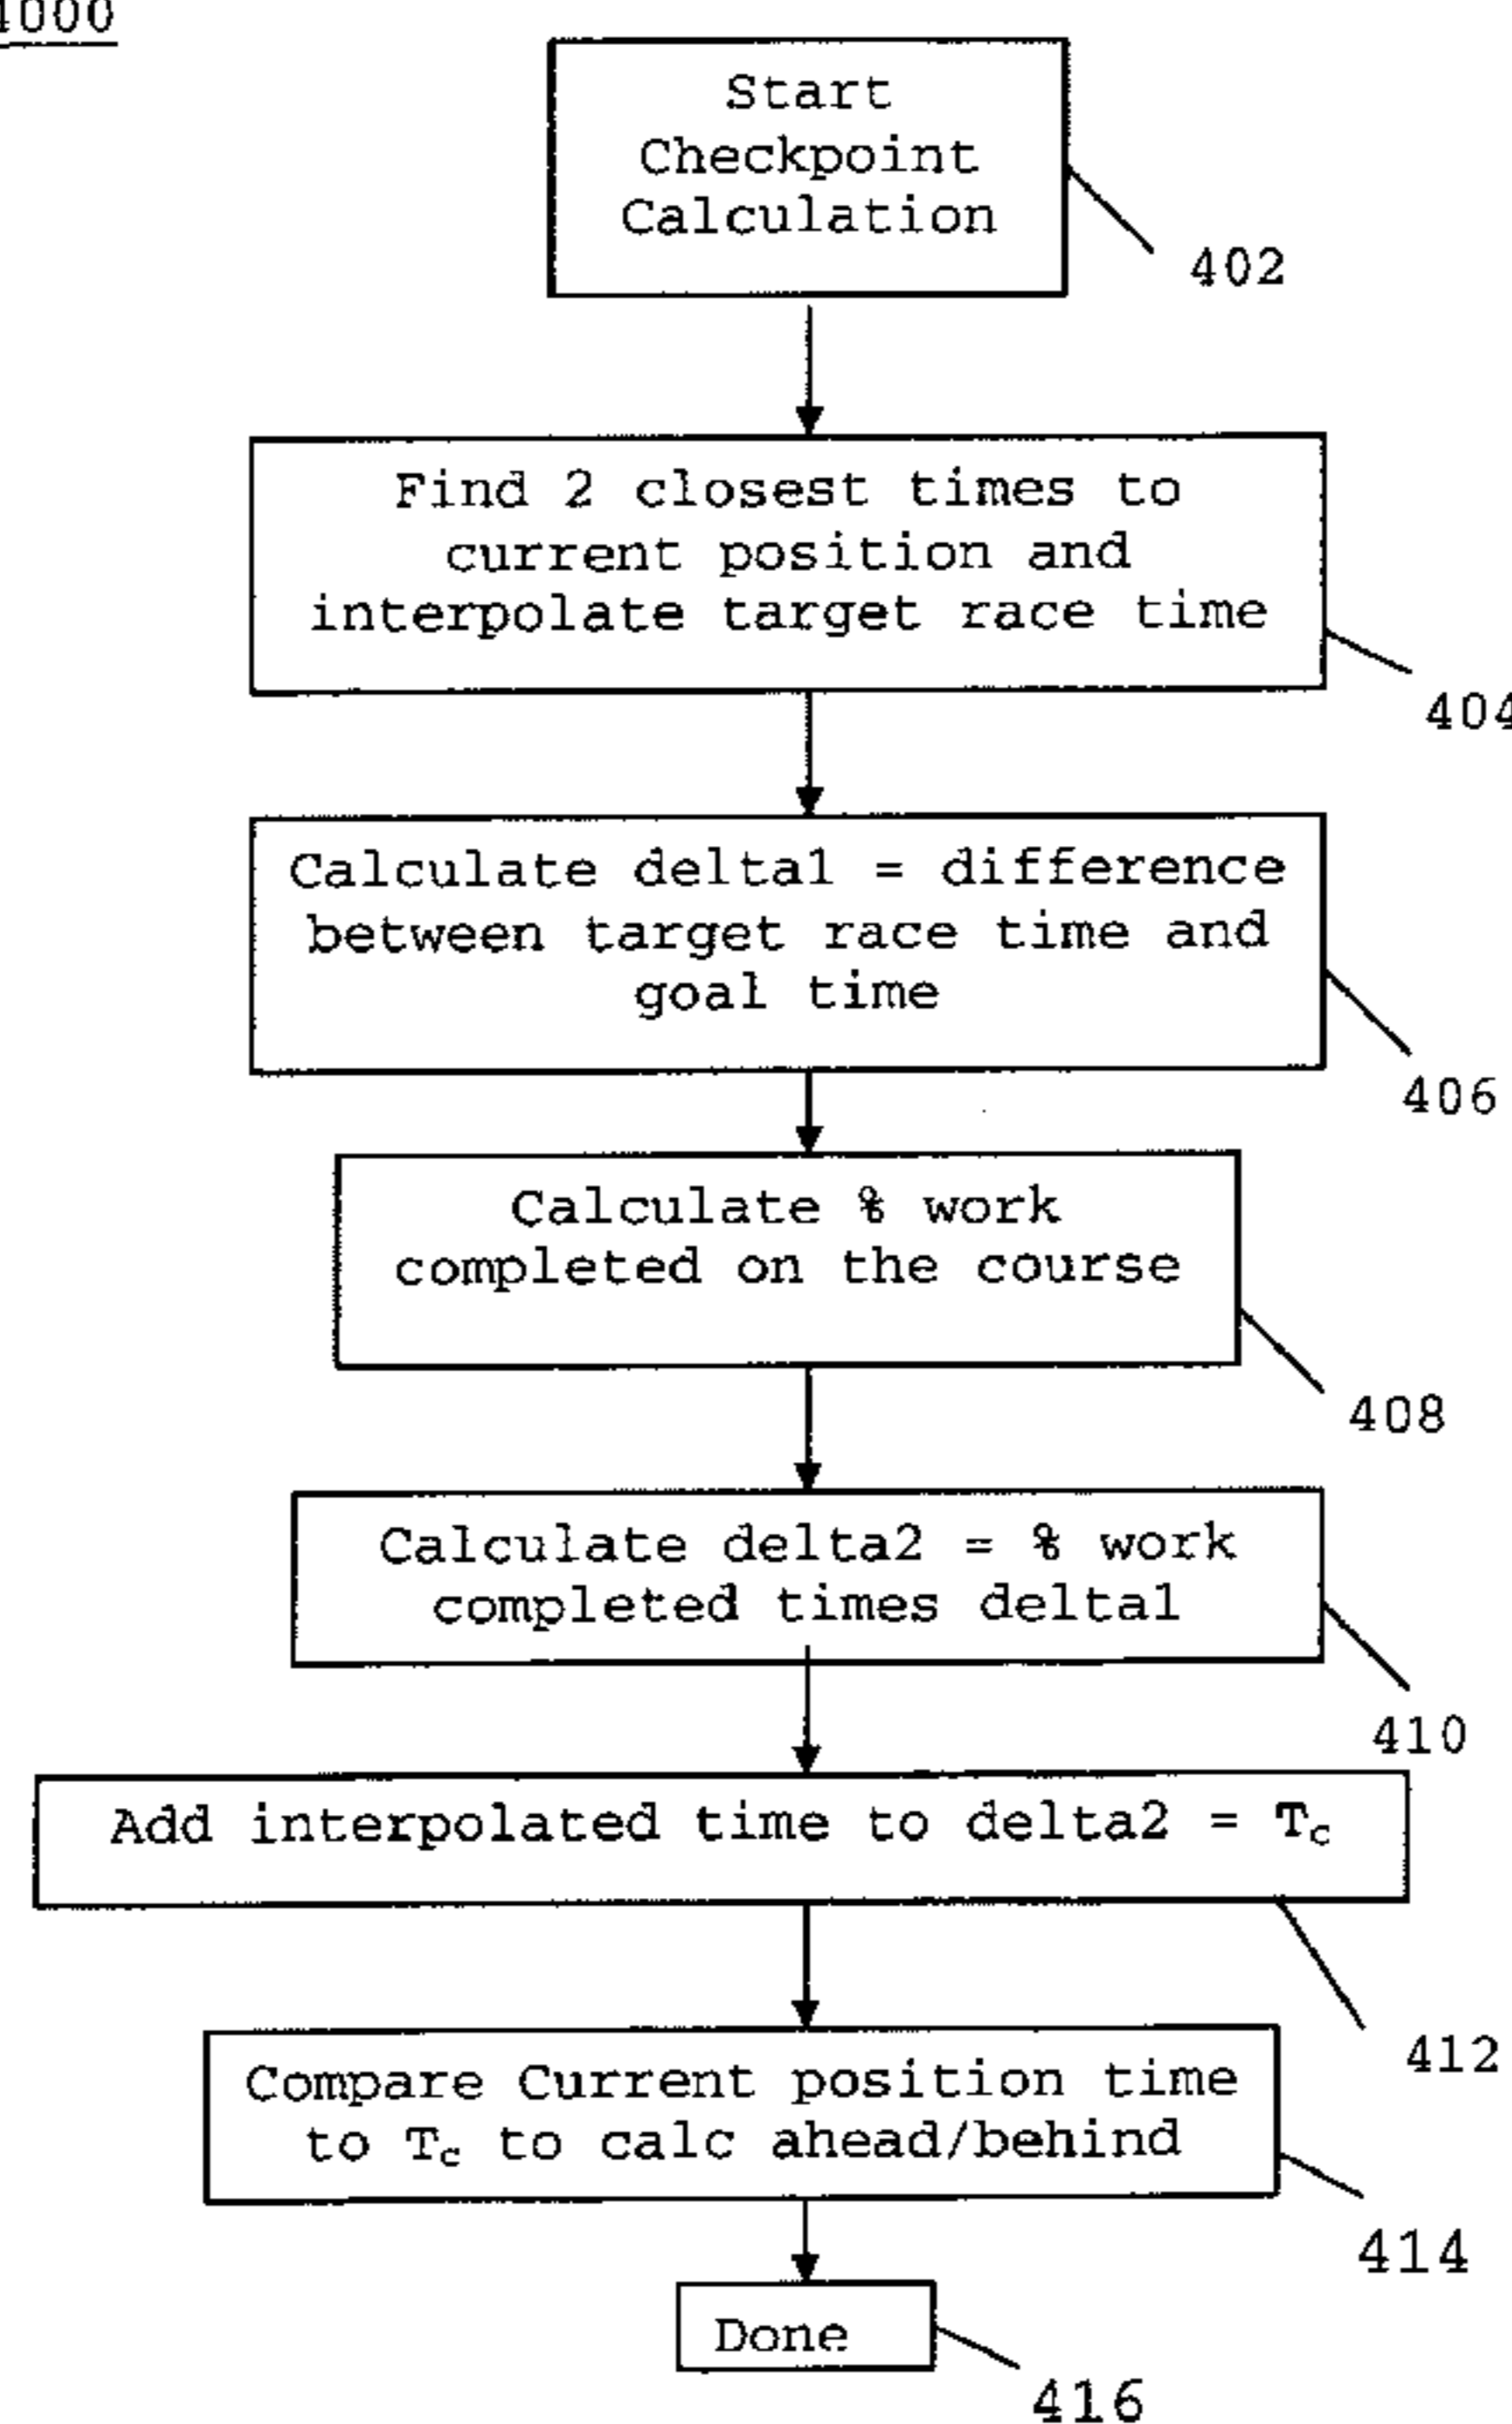 4000
Start
Checkpoint
Calculation
402
Find 2 closest times to
current position and
interpolate target race time
404
Calculate delta1 = difference
between target race time and
goal time
406
Calculate % work
completed on the course
408
Calculate delta2 = % work
completed times delta1
410
Add interpolated time to delta2 = Tc
412
Compare Current position time
to Tc to calc ahead/behind
414
Done
416